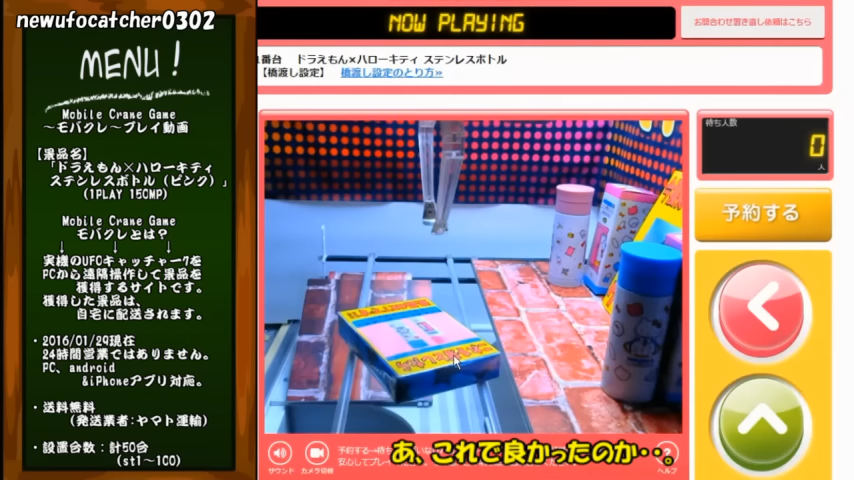 newufocatcher0302
MENU!
Mobile Crane Game
～モバクレ～プレイ動画
【景品名】
「ドラえもん×ハローキティ
ステンレスボトル（ピンク）」
(1PLAY 150MP)
Mobile Crane Game
モバクレとは？
↓ ↓ ↓
実機のUFOキャッチャー7を
PCから遠隔操作して景品を
獲得するサイトです。
獲得した景品は、
自宅に配送されます。
・2016/01/29現在
24時間営業ではありません。
PC、android
&iPhoneアプリ対応。
・送料無料
(発送業者:ヤマト運輸)
・設置台数：計50台
(st1～100)
NOW PLAYING
お問合わせ置き直し依頼はこちら
1番台 ドラえもん×ハローキティ ステンレスボトル
【橋渡し設定】 橋渡し設定のとり方»
待ち人数
0
人
予約する
サウンド
カメラ切替
ヘルプ
あ、これで良かったのか・・。